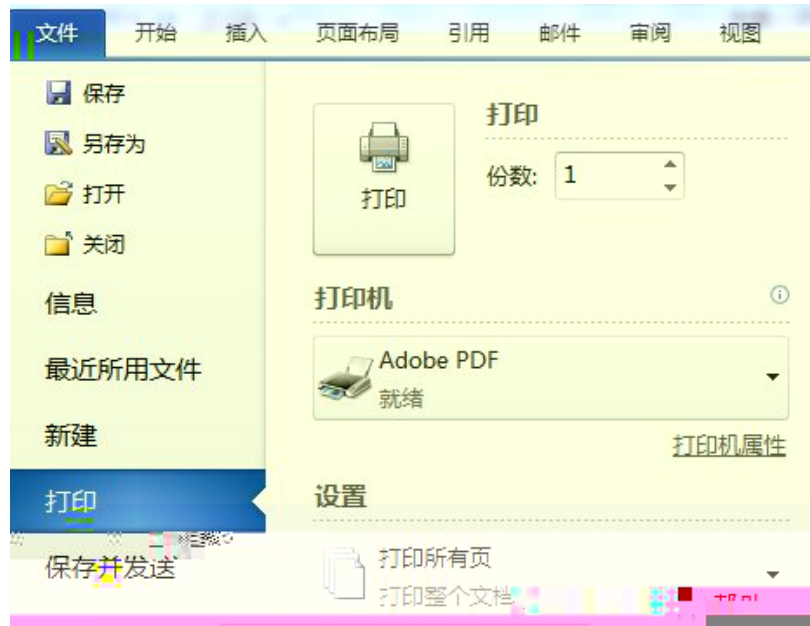 文件 开始 插入 页面布局 引用 邮件 审阅 视图
保存
另存为
打开
关闭
信息
最近所用文件
新建
打印
保存并发送
打印
打印
份数: 1
打印机
Adobe PDF
就绪
打印机属性
设置
打印所有页
打印整个文档